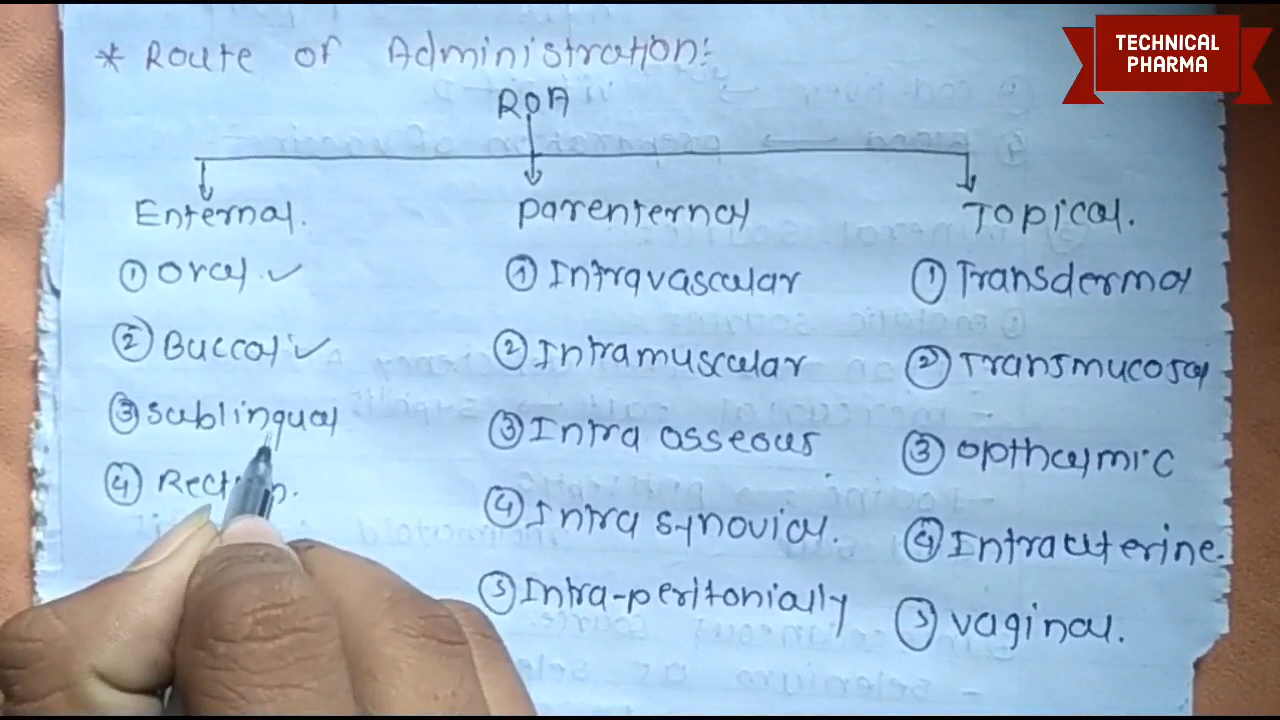 * Route of Administration:
TECHNICAL
PHARMA
ROA
Enternal.
① Oral ✓
② Buccal ✓
③ Sublingual
④
Parenternal
① Intravascular
② Intramuscular
③ Intra osseous
④ Intra synovial.
⑤ Intra-peritonially
Topical.
① Transdermal
② Transmucosal
③ opthalmic
④ Intrauterine.
⑤ vaginal.